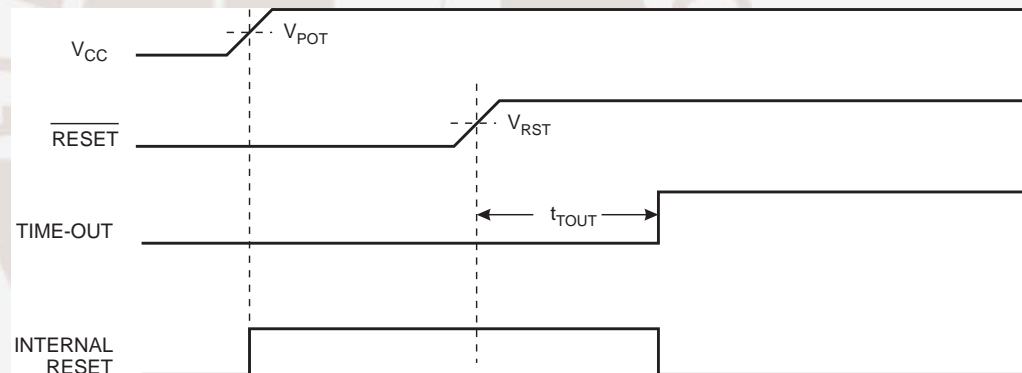 V_CC
V_POT
RESET
V_RST
TIME-OUT
t_TOUT
INTERNAL
RESET